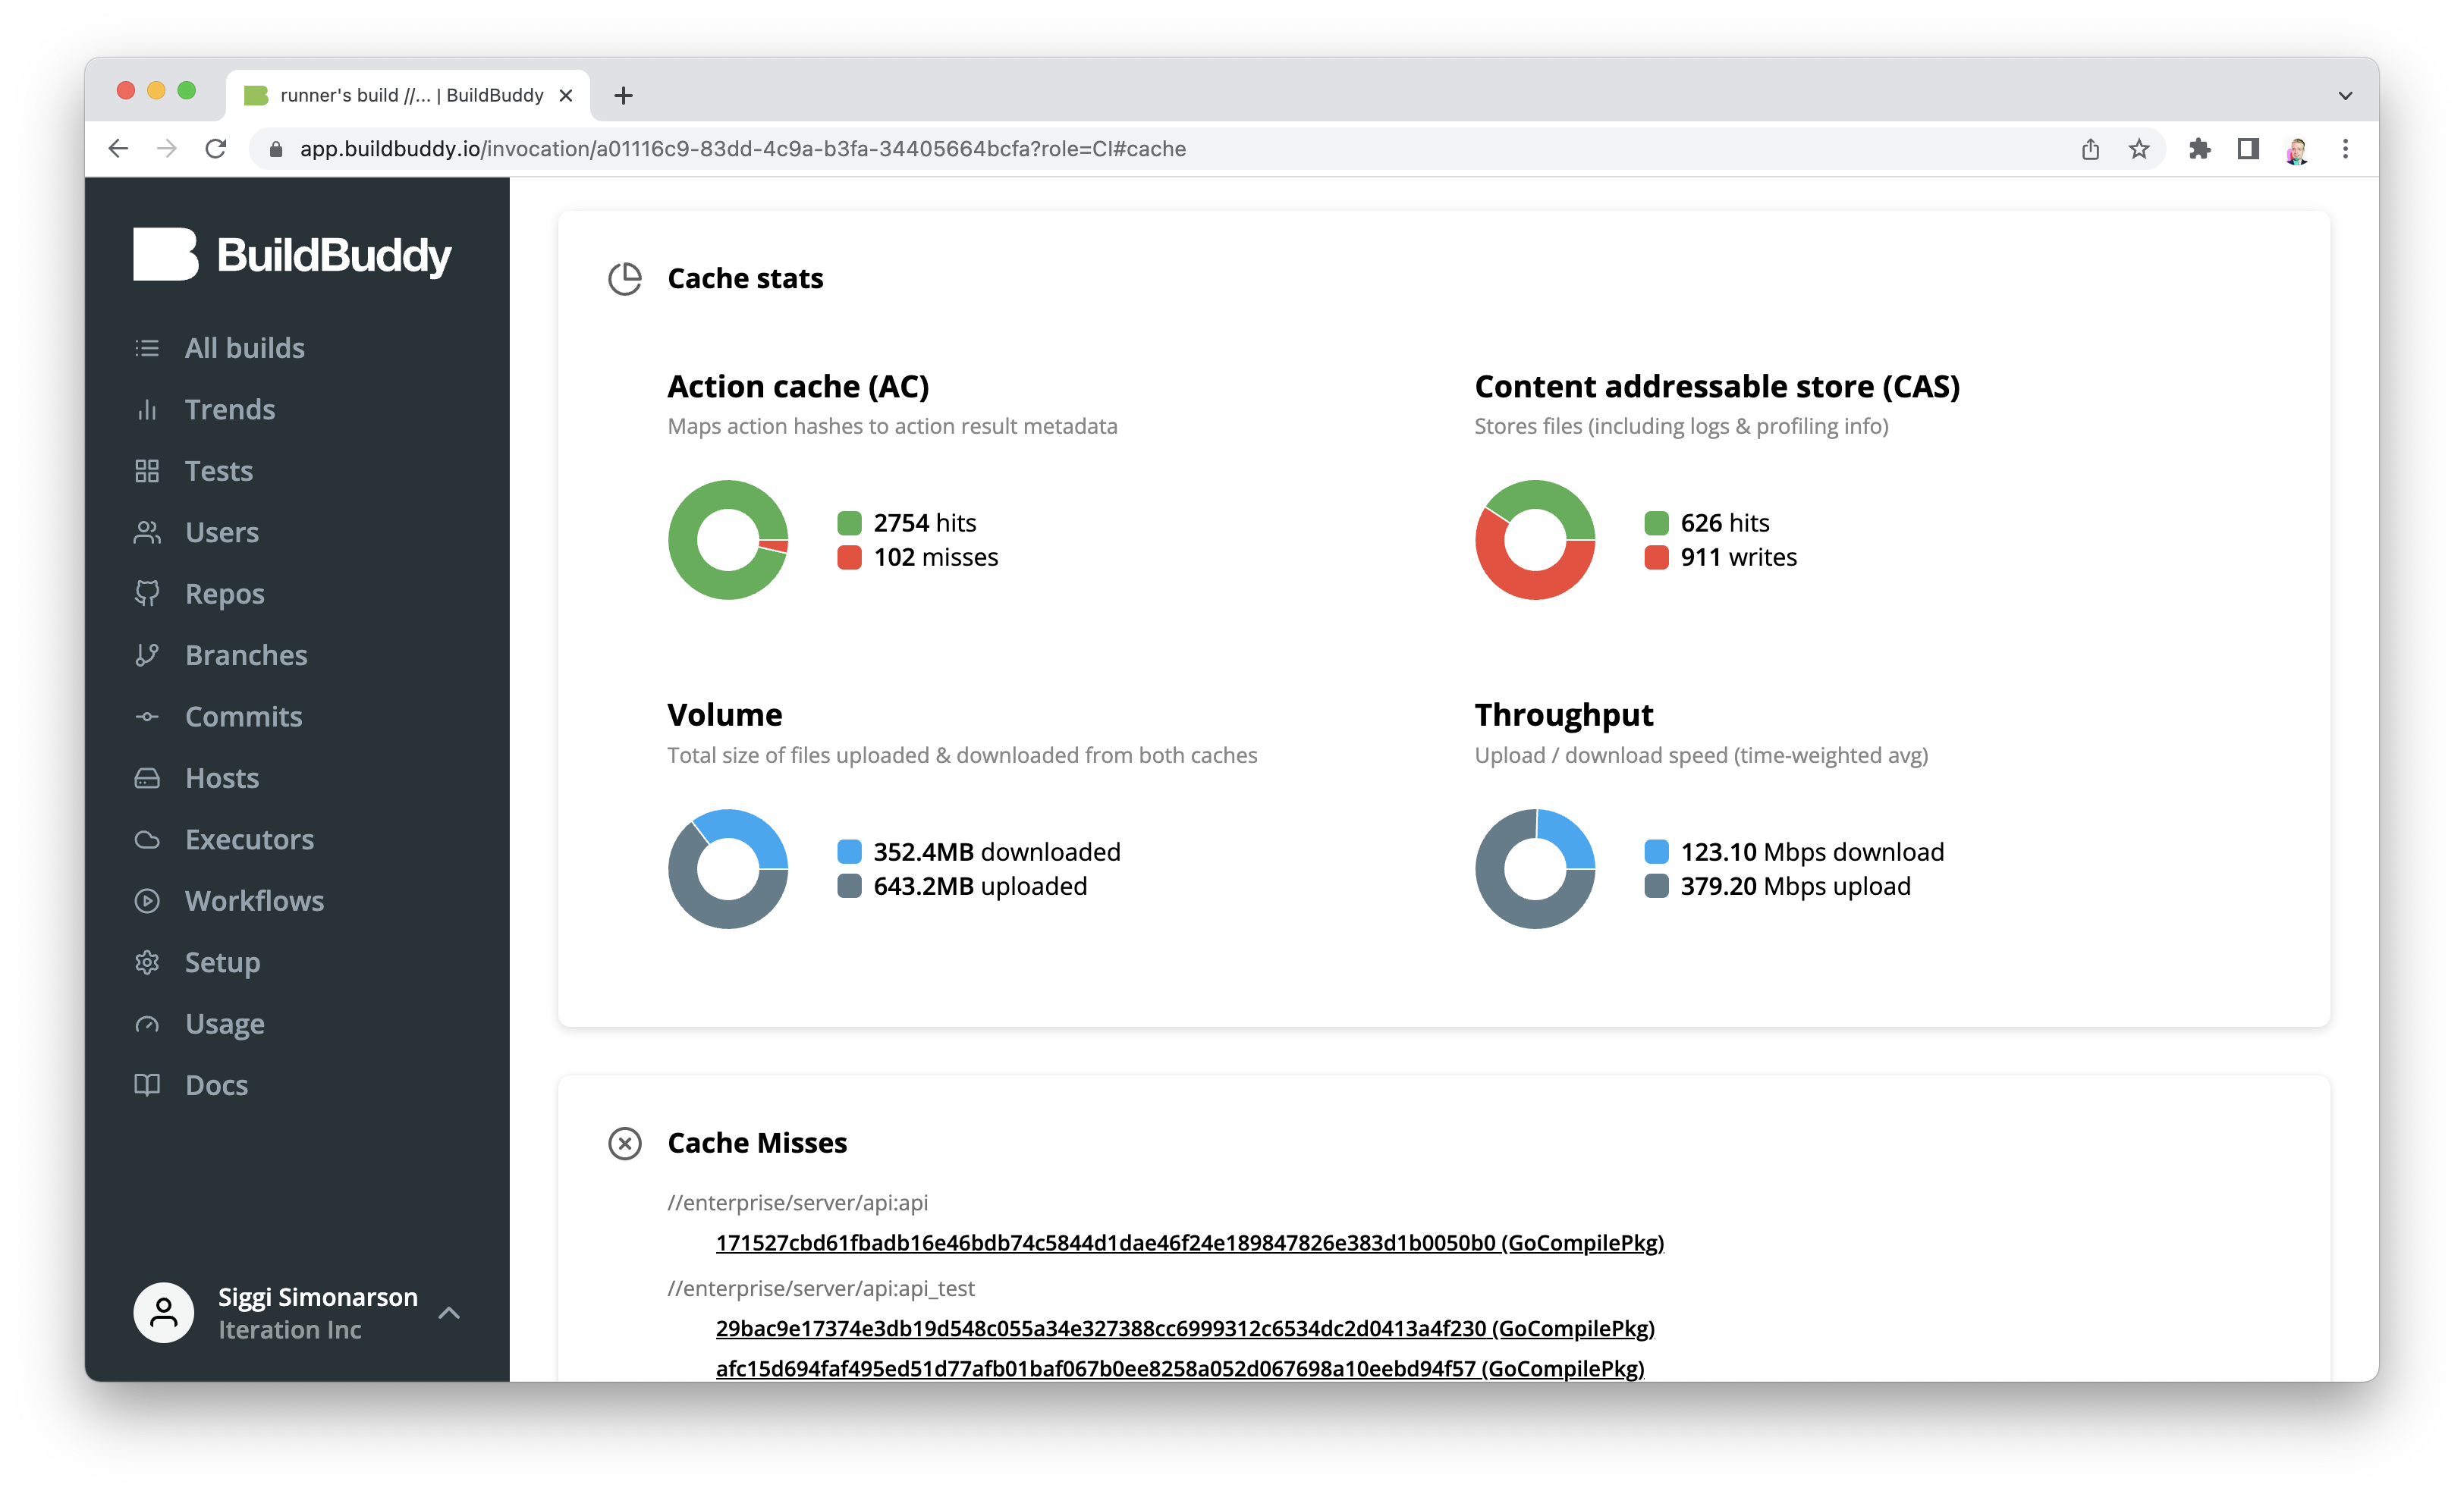 runner's build //... | BuildBuddy
app.buildbuddy.io/invocation/a01116c9-83dd-4c9a-b3fa-34405664bcfa?role=CI#cache
BuildBuddy
All builds
Trends
Tests
Users
Repos
Branches
Commits
Hosts
Executors
Workflows
Setup
Usage
Docs
Siggi Simonarson
Iteration Inc
Cache stats
Action cache (AC)
Maps action hashes to action result metadata
2754 hits
102 misses
Content addressable store (CAS)
Stores files (including logs & profiling info)
626 hits
911 writes
Volume
Total size of files uploaded & downloaded from both caches
352.4MB downloaded
643.2MB uploaded
Throughput
Upload / download speed (time-weighted avg)
123.10 Mbps download
379.20 Mbps upload
Cache Misses
//enterprise/server/api:api
171527cbd61fbadb16e46bdb74c5844d1dae46f24e189847826e383d1b0050b0 (GoCompilePkg)
//enterprise/server/api:api_test
29bac9e17374e3db19d548c055a34e327388cc6999312c6534dc2d0413a4f230 (GoCompilePkg)
afc15d694faf495ed51d77afb01baf067b0ee8258a052d067698a10eebd94f57 (GoCompilePkg)